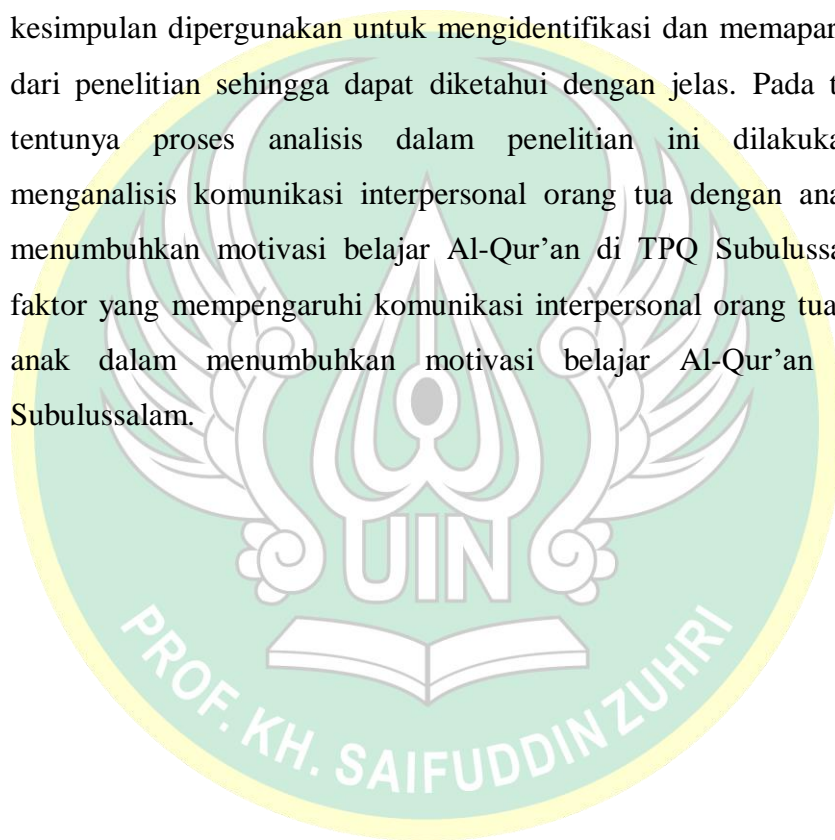 kesimpulan dipergunakan untuk mengidentifikasi dan memapar
dari penelitian sehingga dapat diketahui dengan jelas. Pada t
tentunya proses analisis dalam penelitian ini dilakuka
menganalisis komunikasi interpersonal orang tua dengan ana
menumbuhkan motivasi belajar Al-Qur’an di TPQ Subulussa
faktor yang mempengaruhi komunikasi interpersonal orang tua
anak dalam menumbuhkan motivasi belajar Al-Qur’an
Subulussalam.
UIN
PROF. KH. SAIFUDDIN ZUHRI